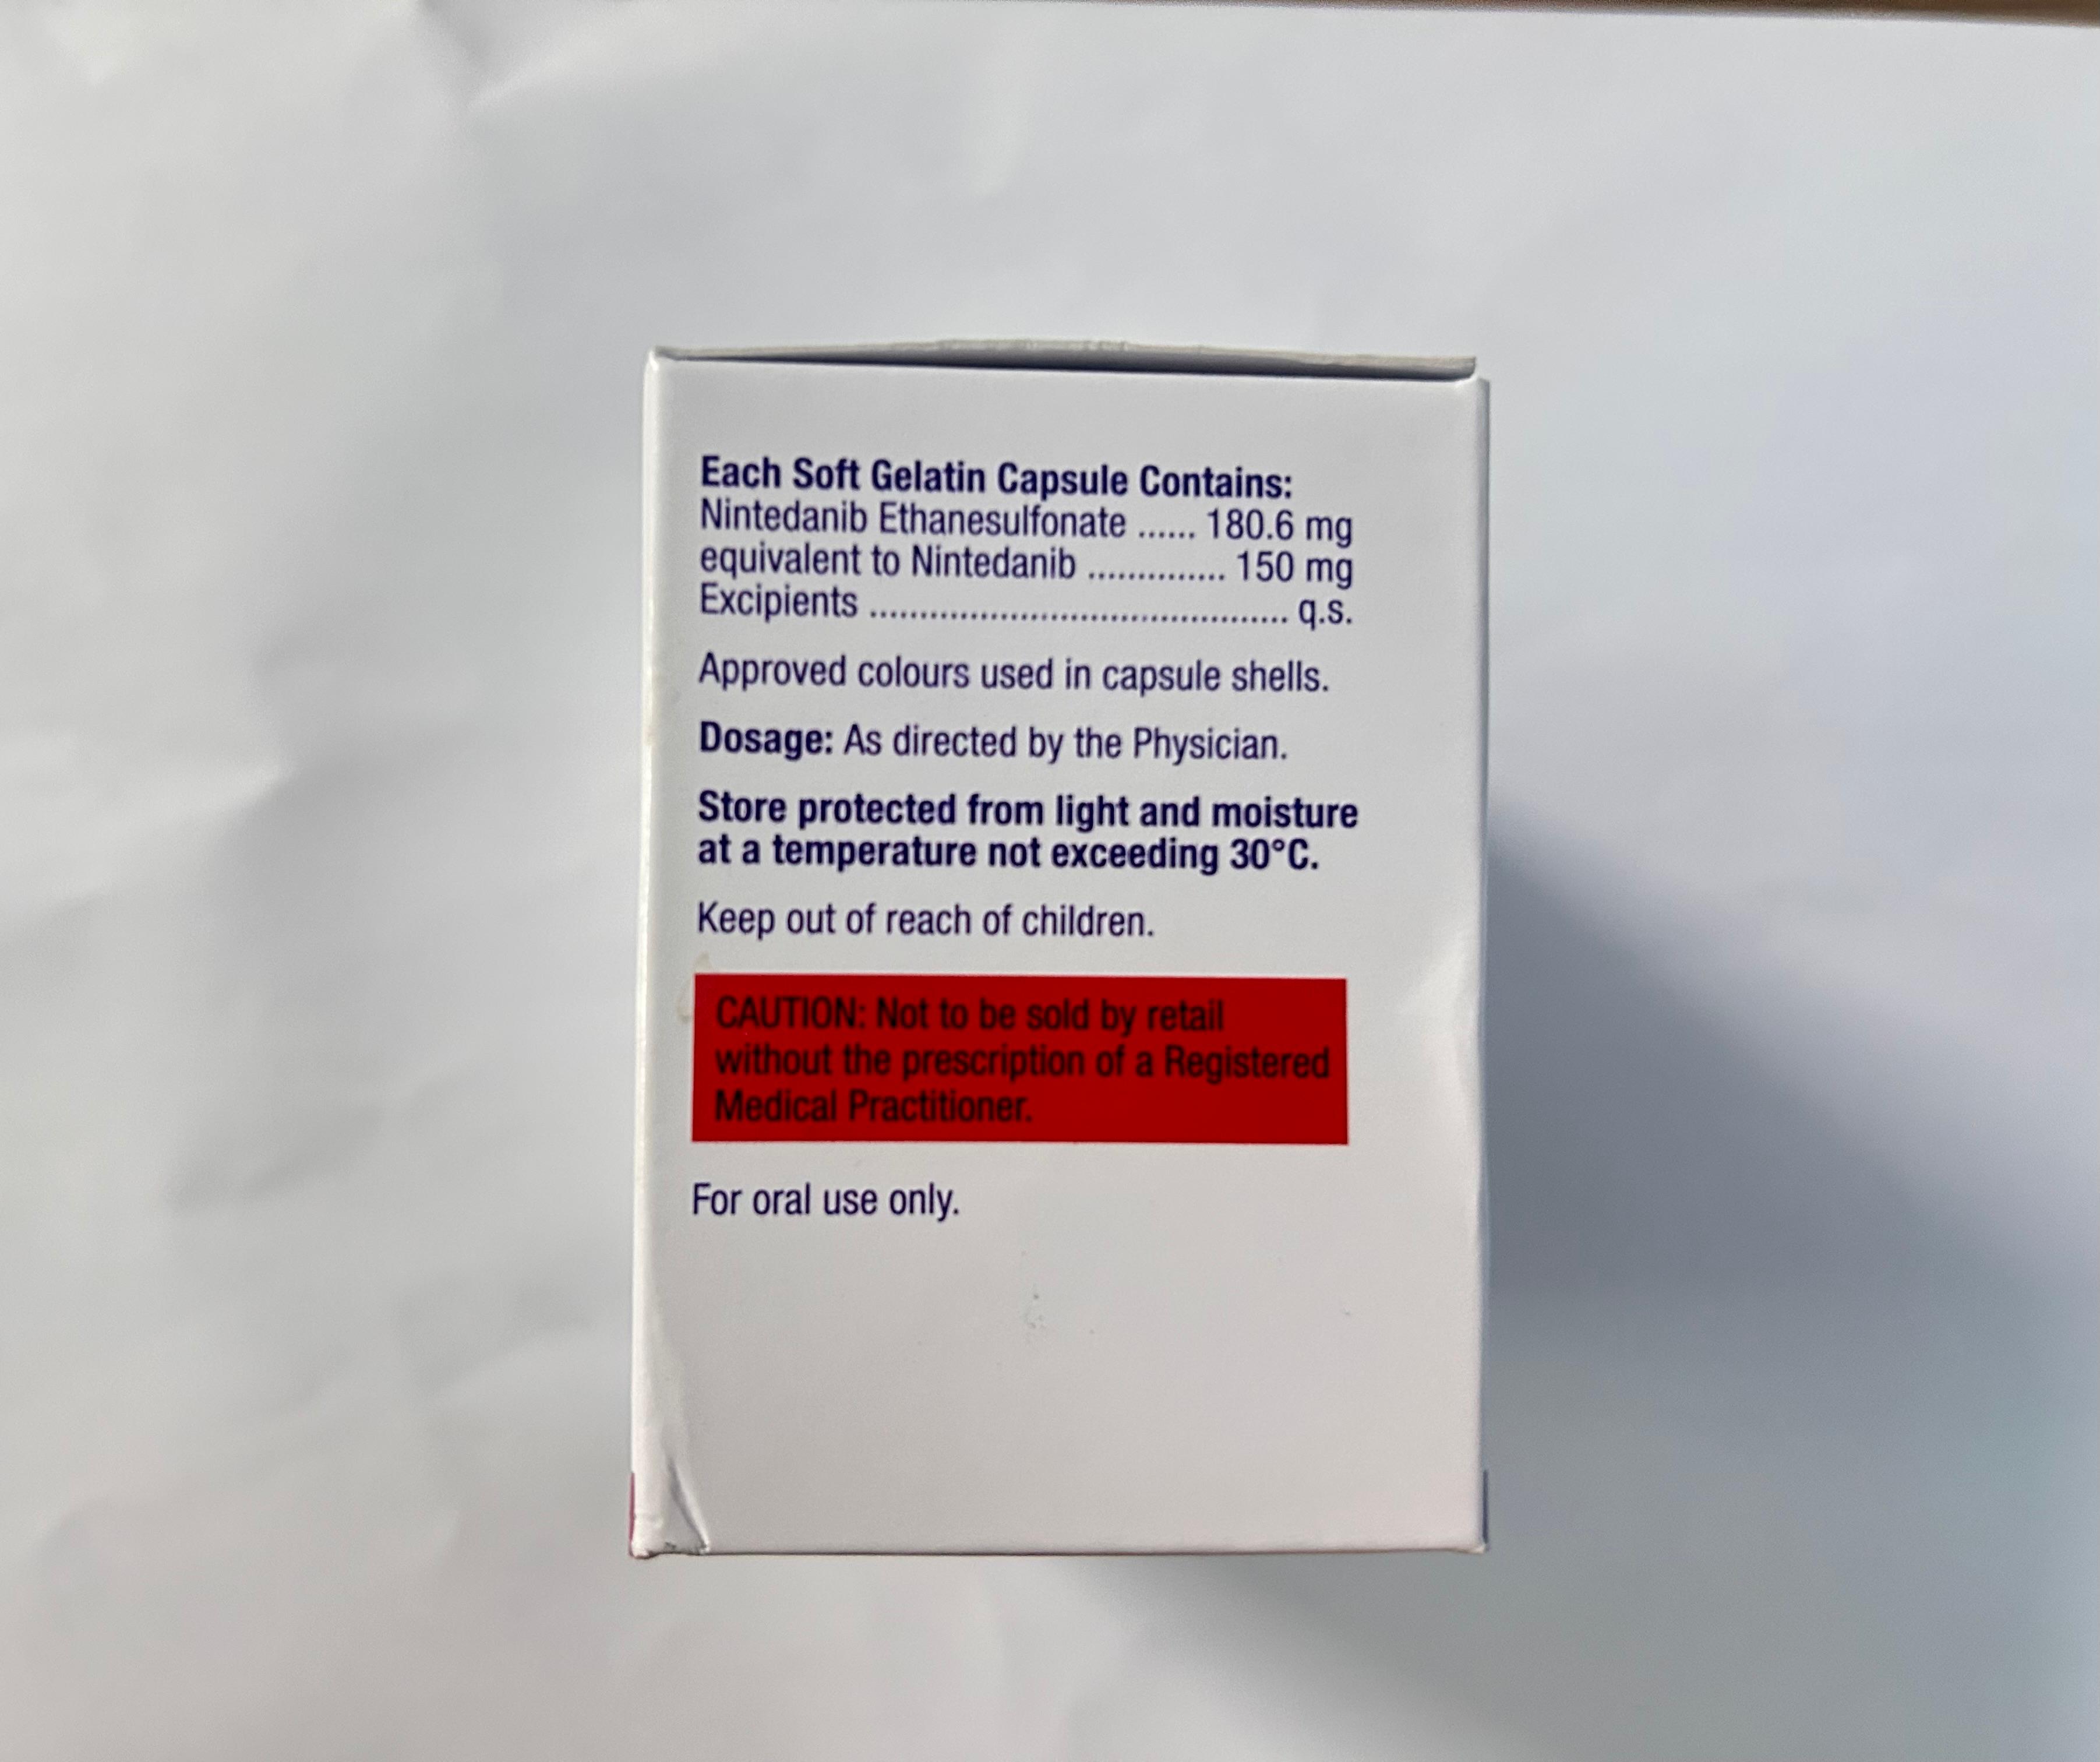 Each Soft Gelatin Capsule Contains:
Nintedanib Ethanesulfonate ...... 180.6 mg
equivalent to Nintedanib .............. 150 mg
Excipients .......................................... q.s.
Approved colours used in capsule shells.
Dosage: As directed by the Physician.
Store protected from light and moisture
at a temperature not exceeding 30°C.
Keep out of reach of children.
CAUTION: Not to be sold by retail
without the prescription of a Registered
Medical Practitioner.
For oral use only.